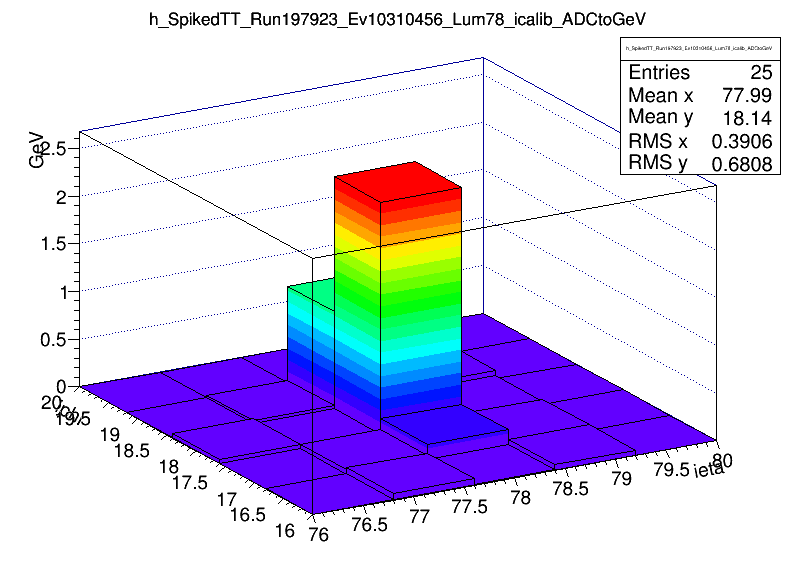 h_SpikedTT_Run197923_Ev10310456_Lum78_icalib_ADCtoGeV
h_SpikedTT_Run197923_Ev10310456_Lum78_icalib_ADCtoGeV
Entries 25
Mean x 77.99
Mean y 18.14
RMS x 0.3906
RMS y 0.6808
GeV
2.5
2
1.5
1
0.5
0
20
19.5
19
18.5
18
17.5
17
16.5
16
76
76.5
77
77.5
78
78.5
79
79.5
80
ieta